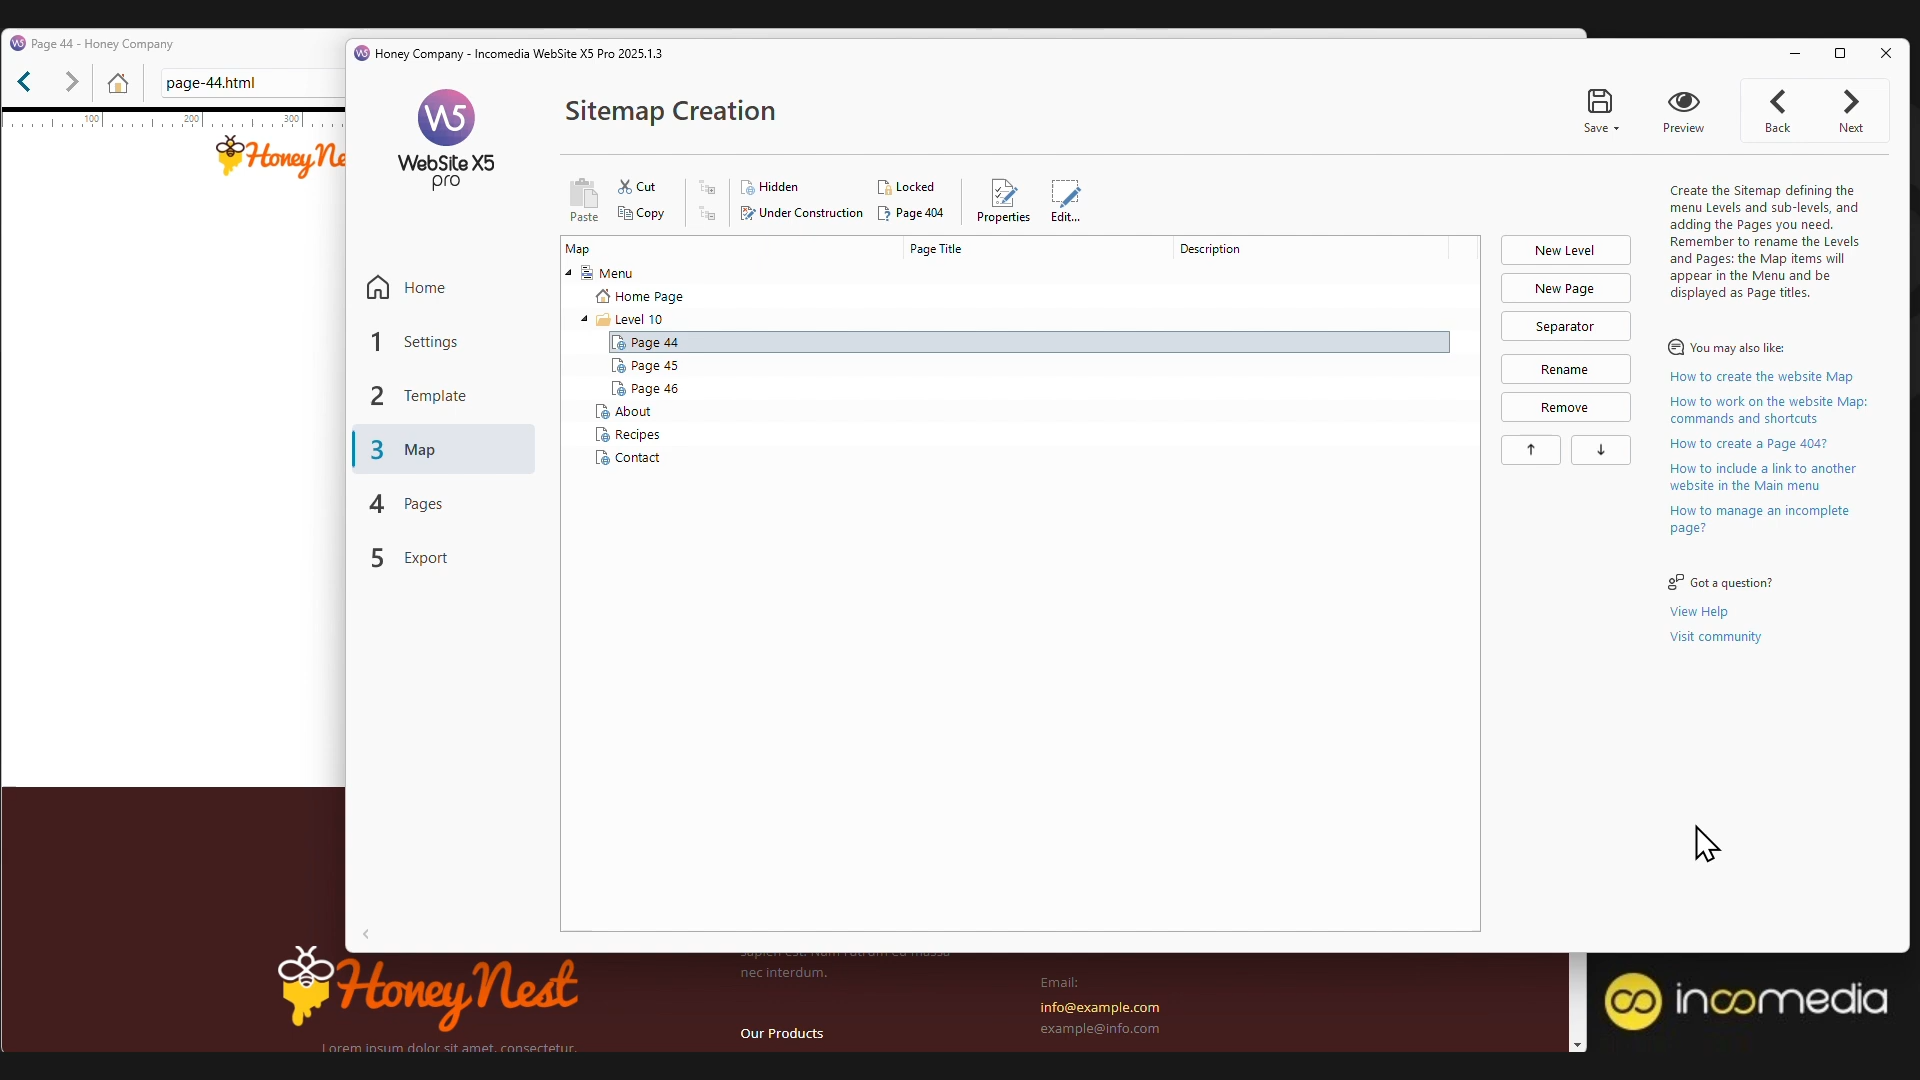 Page 44 - Honey Company
page-44.html
100
200
300
Honey Ne
Honey Company - Incomedia WebSite X5 Pro 2025.1.3
W5
WebSite X5
pro
Sitemap Creation
Save
Preview
Back
Next
Paste
Cut
Copy
Hidden
Under Construction
Locked
Page 404
Properties
Edit...
Home
1 Settings
2 Template
3 Map
4 Pages
5 Export
Map
Page Title
Description
Menu
Home Page
Level 10
Page 44
Page 45
Page 46
About
Recipes
Contact
New Level
New Page
Separator
Rename
Remove
Create the Sitemap defining the
menu Levels and sub-levels, and
adding the Pages you need.
Remember to rename the Levels
and Pages: the Map items will
appear in the Menu and be
displayed as Page titles.
You may also like:
How to create the website Map
How to work on the website Map:
commands and shortcuts
How to create a Page 404?
How to include a link to another
website in the Main menu
How to manage an incomplete
page?
Got a question?
View Help
Visit community
Honey Nest
Lorem ipsum dolor sit amet, consectetur.
nec interdum.
Our Products
Email:
info@example.com
example@info.com
incomedia